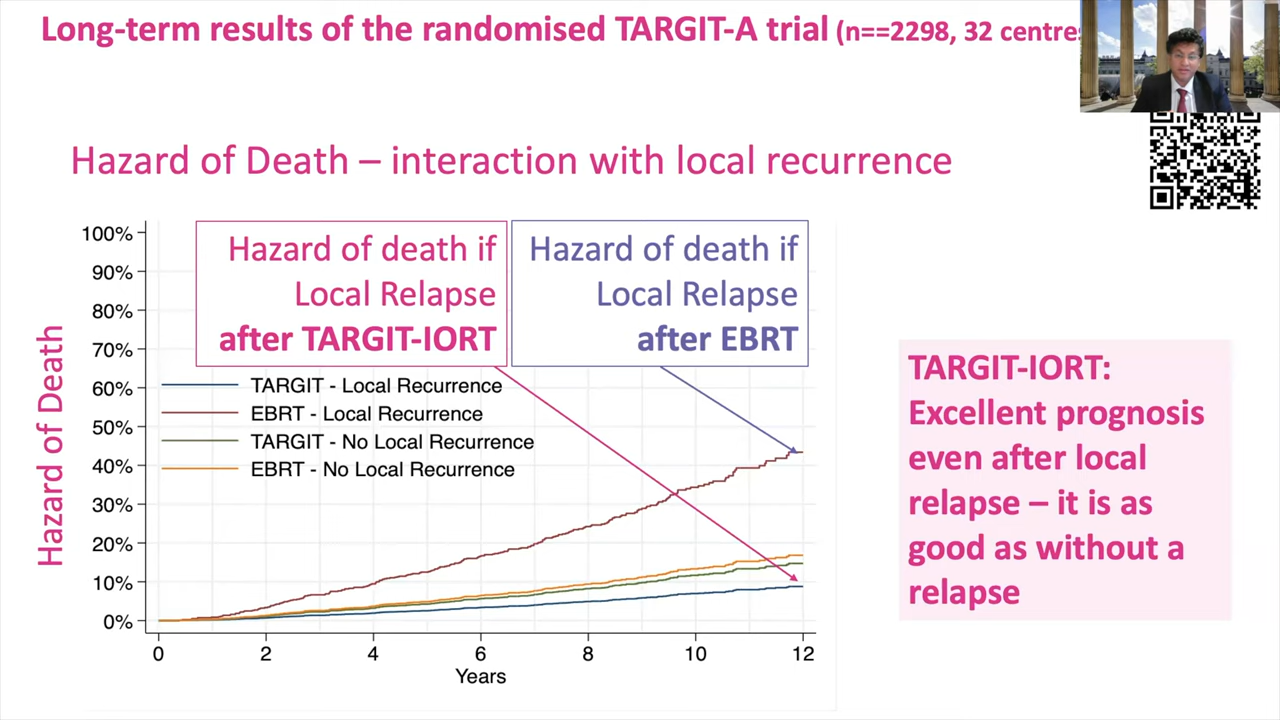 Long-term results of the randomised TARGIT-A trial (n==2298, 32 centres
Hazard of Death – interaction with local recurrence
Hazard of death if
Local Relapse
after TARGIT-IORT
Hazard of death if
Local Relapse
after EBRT
Hazard of Death
100%
90%
80%
70%
60%
50%
40%
30%
20%
10%
0%
TARGIT - Local Recurrence
EBRT - Local Recurrence
TARGIT - No Local Recurrence
EBRT - No Local Recurrence
0 2 4 6 8 10 12
Years
TARGIT-IORT:
Excellent prognosis
even after local
relapse – it is as
good as without a
relapse